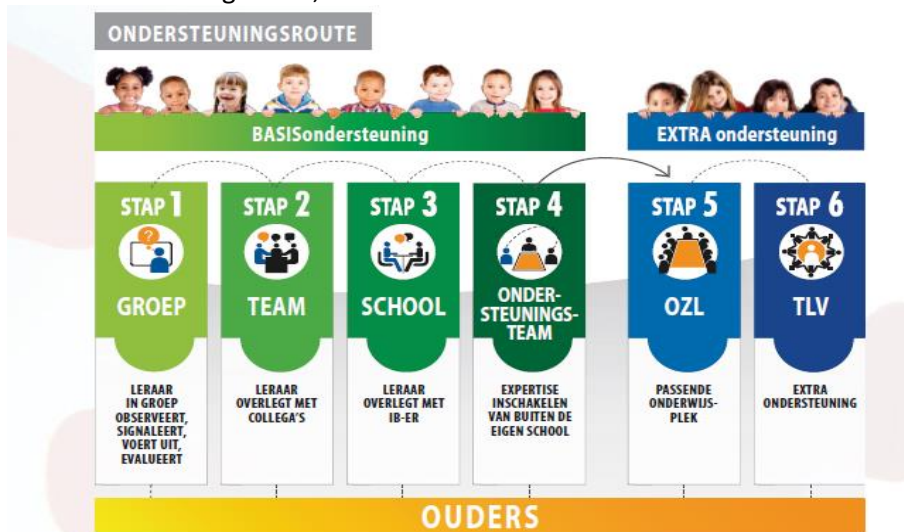 ONDERSTEUNINGSROUTE
BASISondersteuning
EXTRA ondersteuning
STAP 1
GROEP
LERAAR
IN GROEP
OBSERVEERT,
SIGNALEERT,
VOERT UIT,
EVALUEERT
STAP 2
TEAM
LERAAR
OVERLEGT MET
COLLEGA'S
STAP 3
SCHOOL
LERAAR
OVERLEGT MET
IB-ER
STAP 4
ONDER-
STEUNINGS-
TEAM
EXPERTISE
INSCHAKELEN
VAN BUITEN DE
EIGEN SCHOOL
STAP 5
OZL
PASSENDE
ONDERWIJS-
PLEK
STAP 6
TLV
EXTRA
ONDERSTEUNING
OUDERS